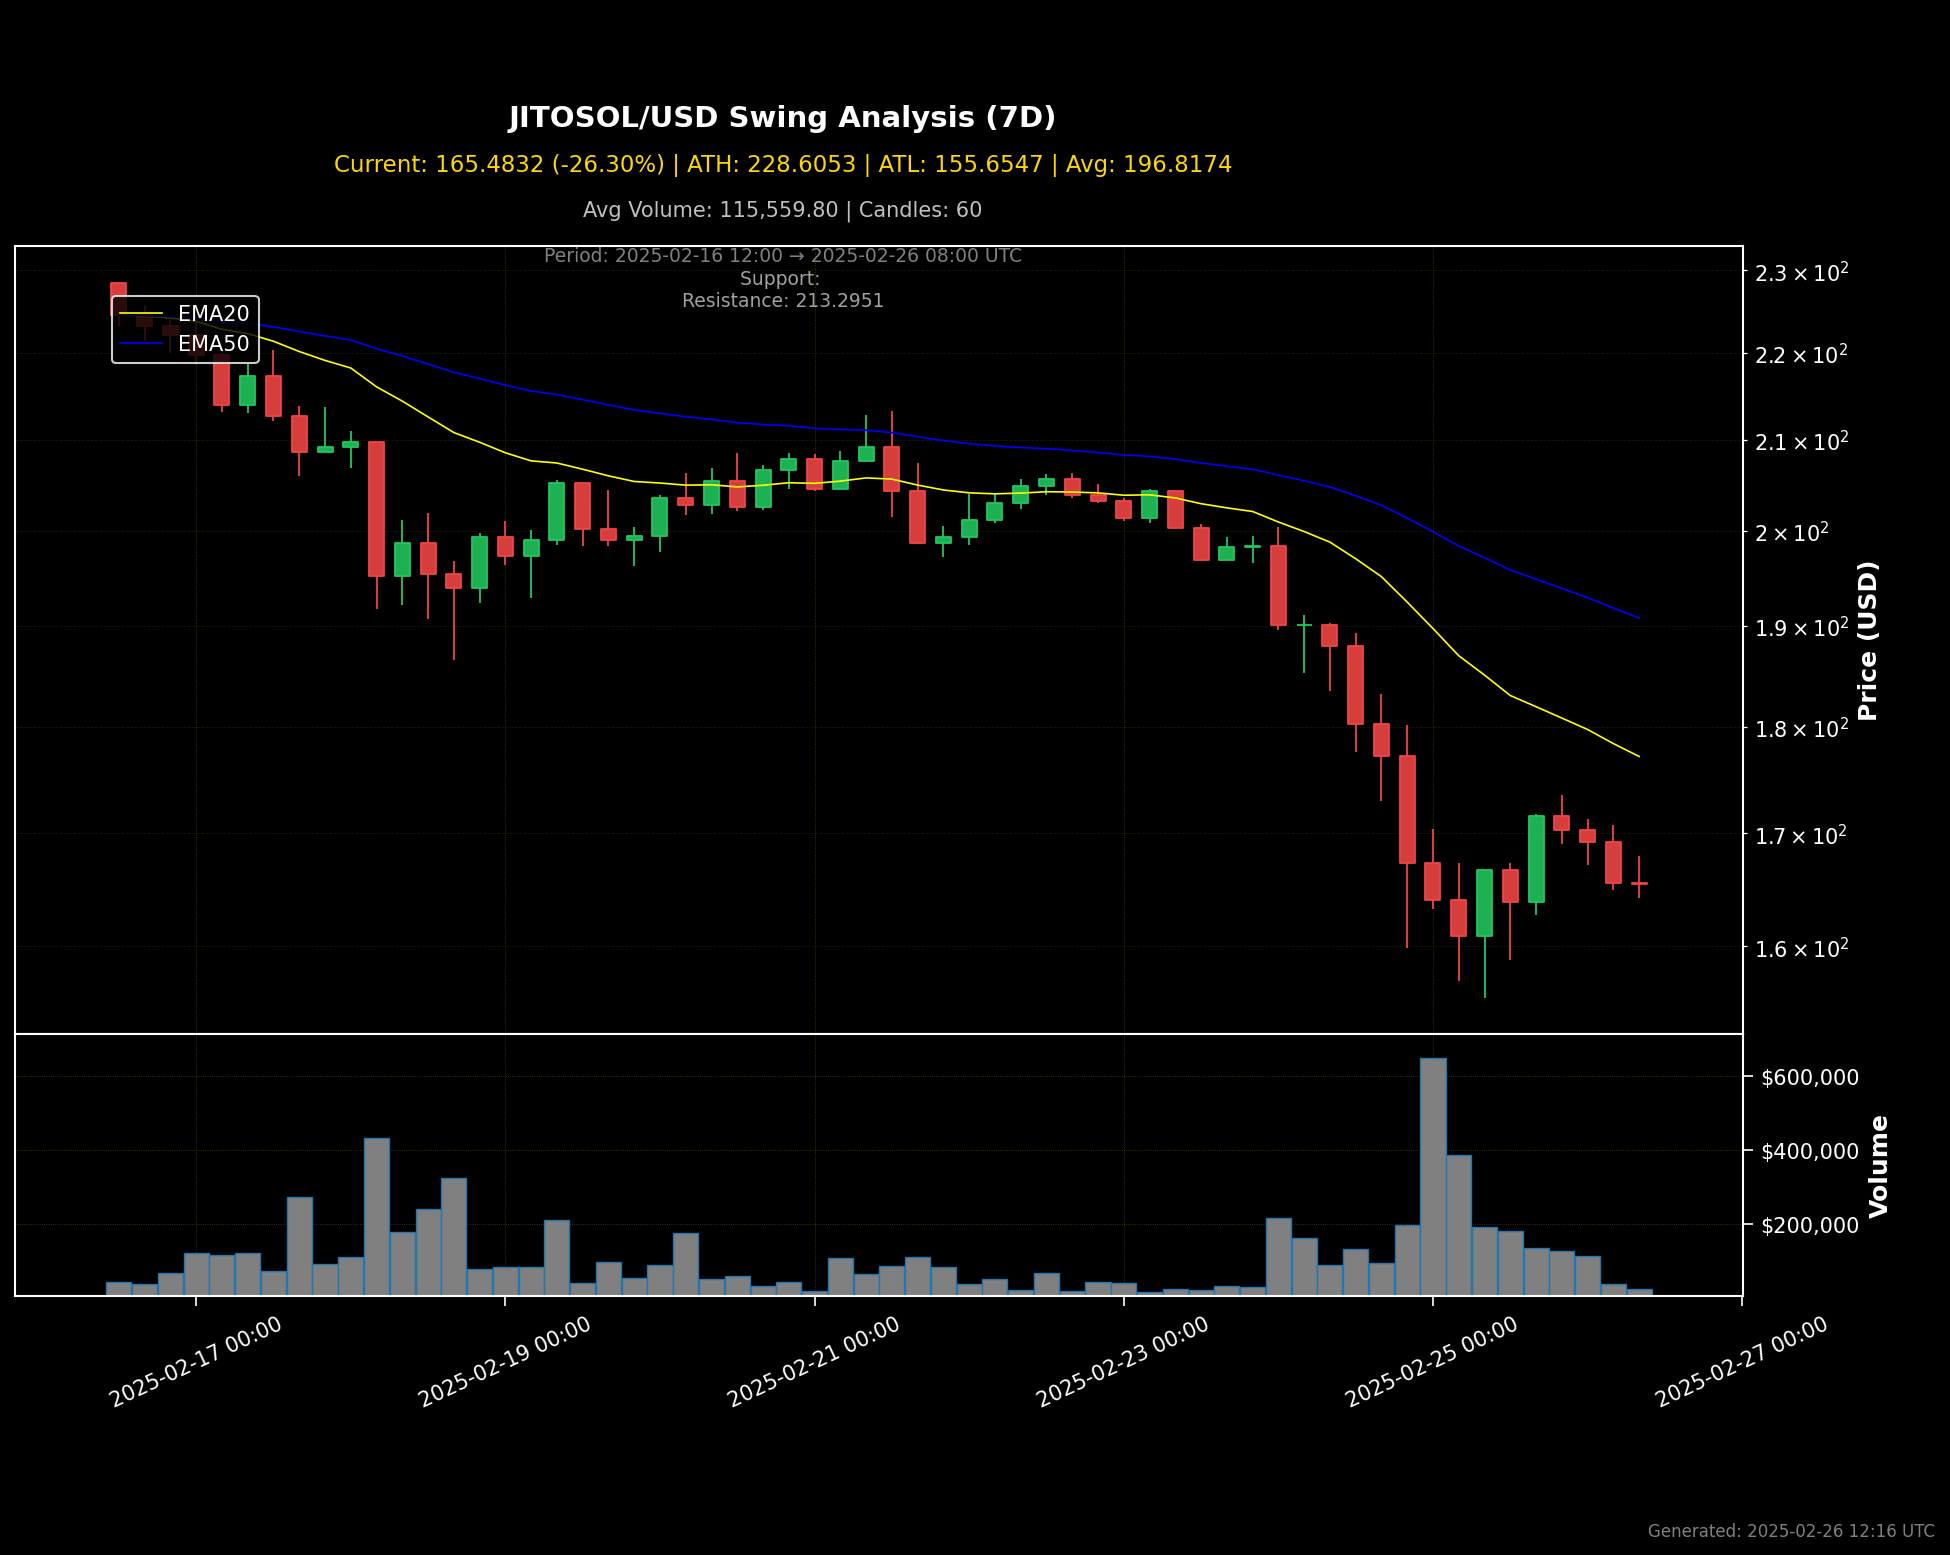 JITOSOL/USD Swing Analysis (7D)
Current: 165.4832 (-26.30%) | ATH: 228.6053 | ATL: 155.6547 | Avg: 196.8174
Avg Volume: 115,559.80 | Candles: 60
Period: 2025-02-16 12:00 → 2025-02-26 08:00 UTC
Support:
Resistance: 213.2951
EMA20
EMA50
2.3 × 10²
2.2 × 10²
2.1 × 10²
2 × 10²
1.9 × 10²
1.8 × 10²
1.7 × 10²
1.6 × 10²
Price (USD)
$600,000
$400,000
$200,000
Volume
2025-02-17 00:00
2025-02-19 00:00
2025-02-21 00:00
2025-02-23 00:00
2025-02-25 00:00
2025-02-27 00:00
Generated: 2025-02-26 12:16 UTC